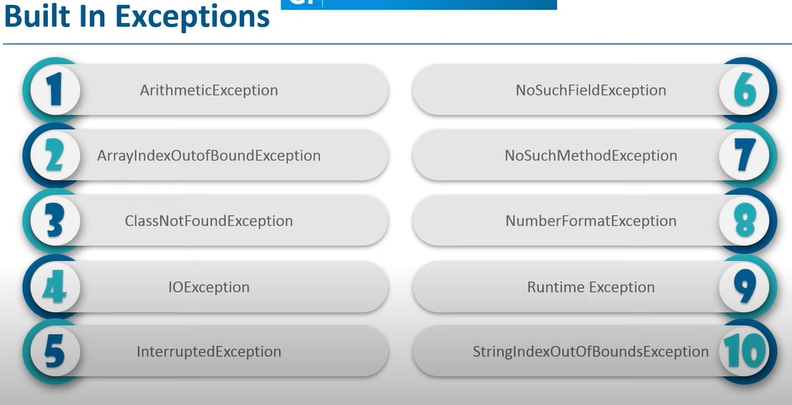 Built In Exceptions
1 ArithmeticException
2 ArrayIndexOutofBoundException
3 ClassNotFoundException
4 IOException
5 InterruptedException
NoSuchFieldException 6
NoSuchMethodException 7
NumberFormatException 8
Runtime Exception 9
StringIndexOutOfBoundsException 10